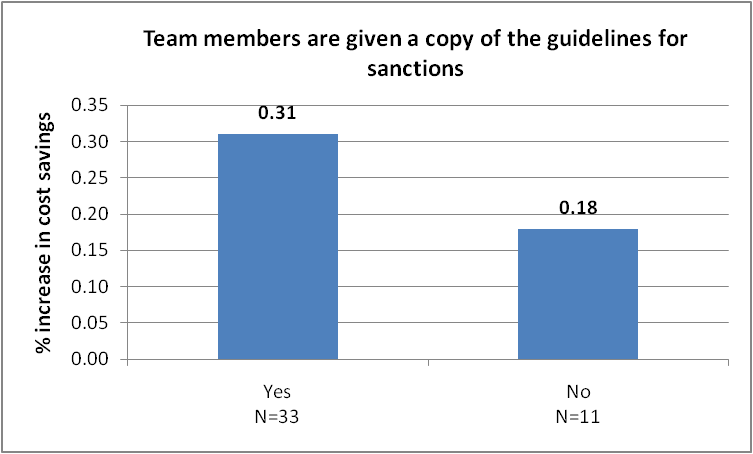 Team members are given a copy of the guidelines for
sanctions
% increase in cost savings
0.35
0.30
0.25
0.20
0.15
0.10
0.05
0.00
0.31
0.18
Yes
N=33
No
N=11